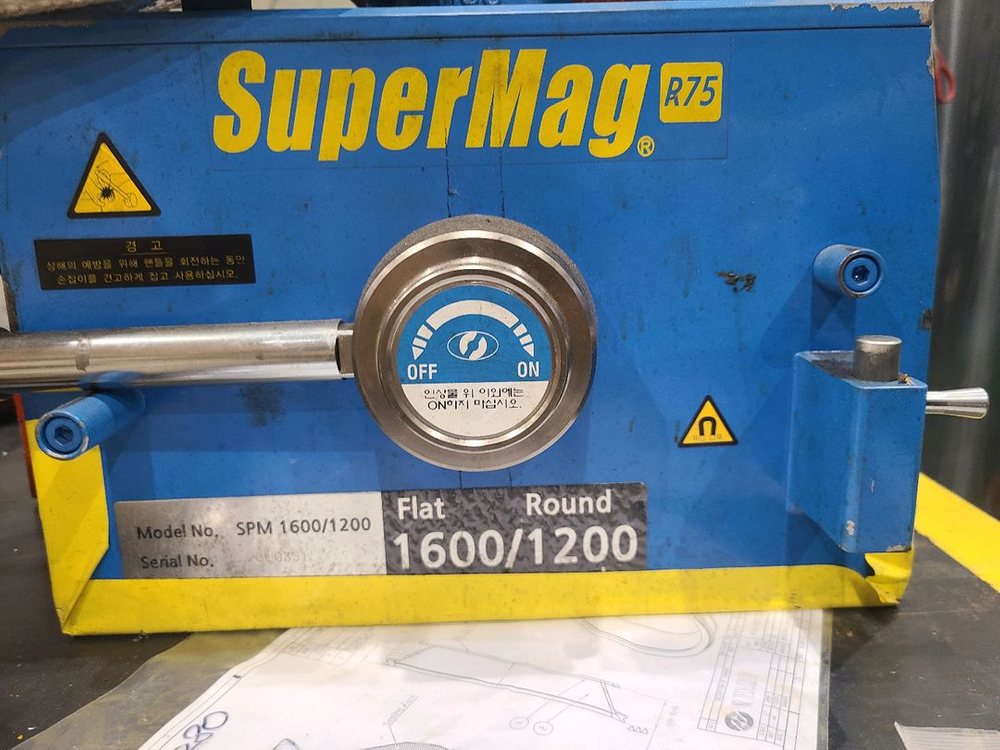 SuperMag R75
®
경 고
상해의 예방을 위해 핸들을 회전하는 동안
손잡이를 견고하게 잡고 사용하십시오.
OFF ON
인상물 위 이외에는
ON하지 마십시오.
Flat Round
Model No. SPM 1600/1200
1600/1200
Serial No.